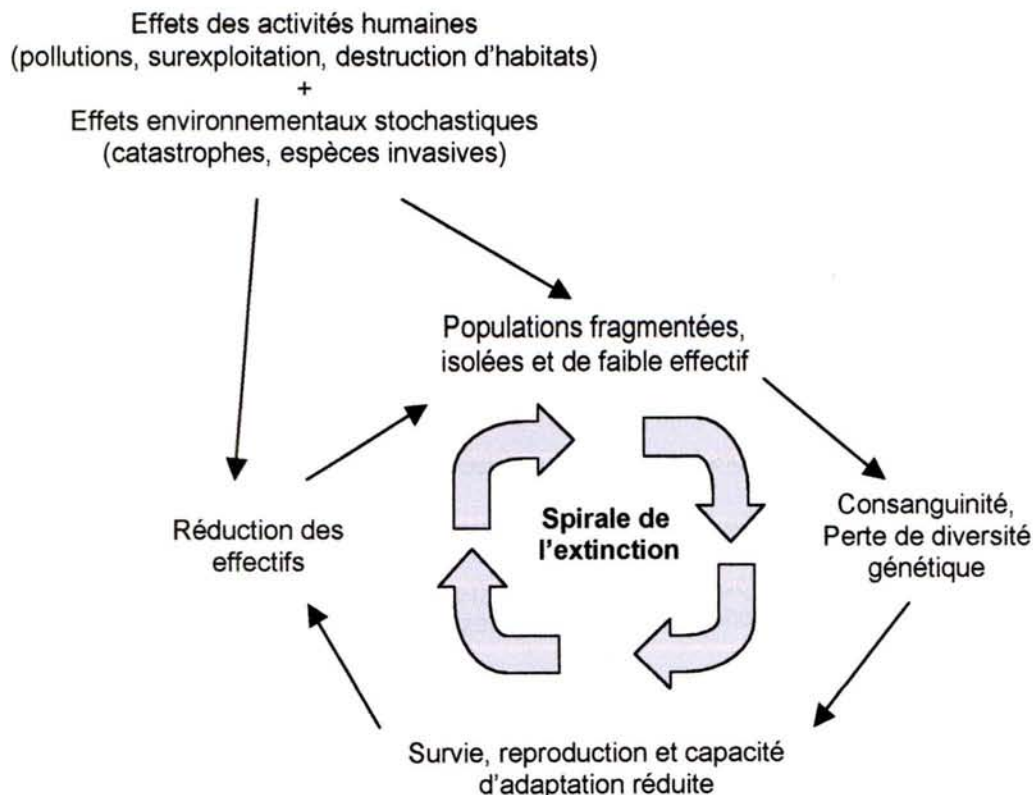 Effets des activités humaines
(pollutions, surexploitation, destruction d'habitats)
+
Effets environnementaux stochastiques
(catastrophes, espèces invasives)
Populations fragmentées,
isolées et de faible effectif
Réduction des
effectifs
Spirale de
l'extinction
Consanguinité,
Perte de diversité
génétique
Survie, reproduction et capacité
d'adaptation réduite